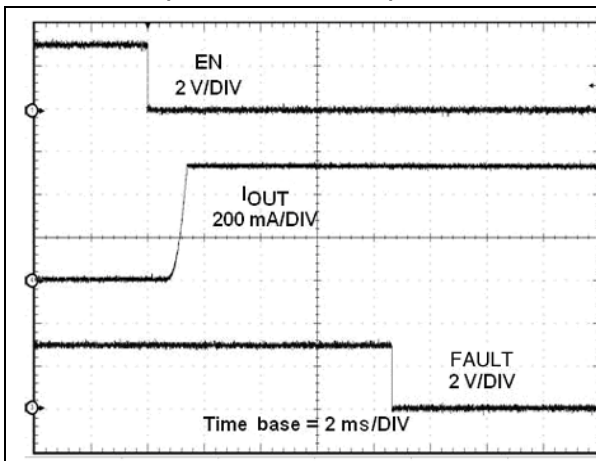 EN
2 V/DIV
IOUT
200 mA/DIV
FAULT
2 V/DIV
Time base = 2 ms/DIV